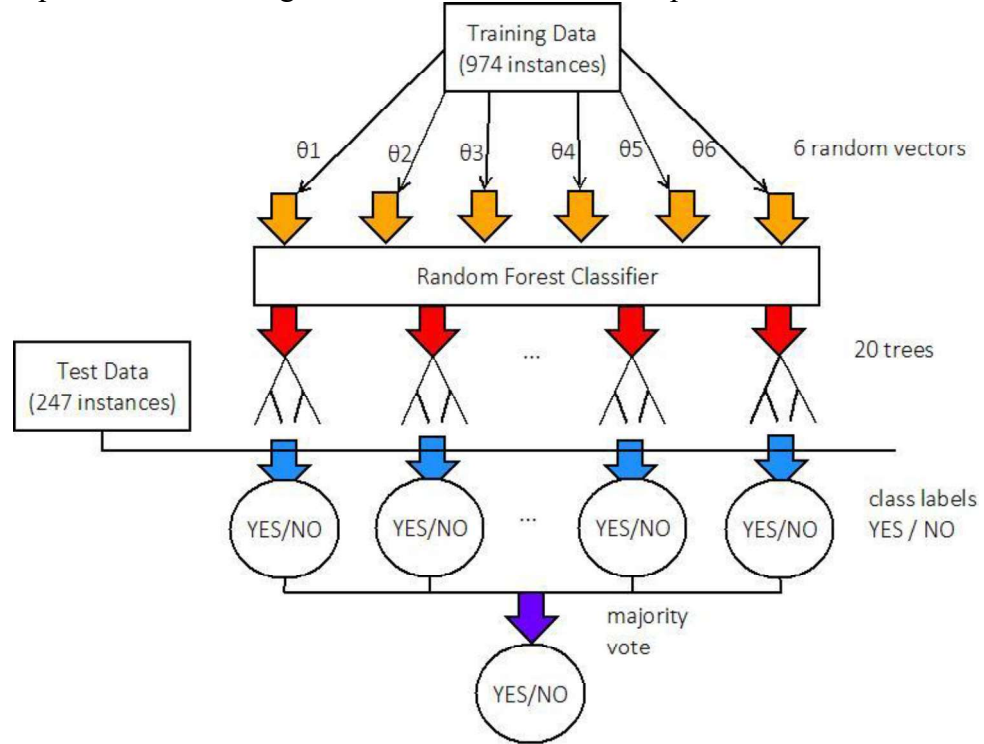 Training Data
(974 instances)
θ1
θ2
θ3
θ4
θ5
θ6
6 random vectors
Random Forest Classifier
...
20 trees
Test Data
(247 instances)
YES/NO
YES/NO
...
YES/NO
YES/NO
class labels
YES / NO
majority
vote
YES/NO